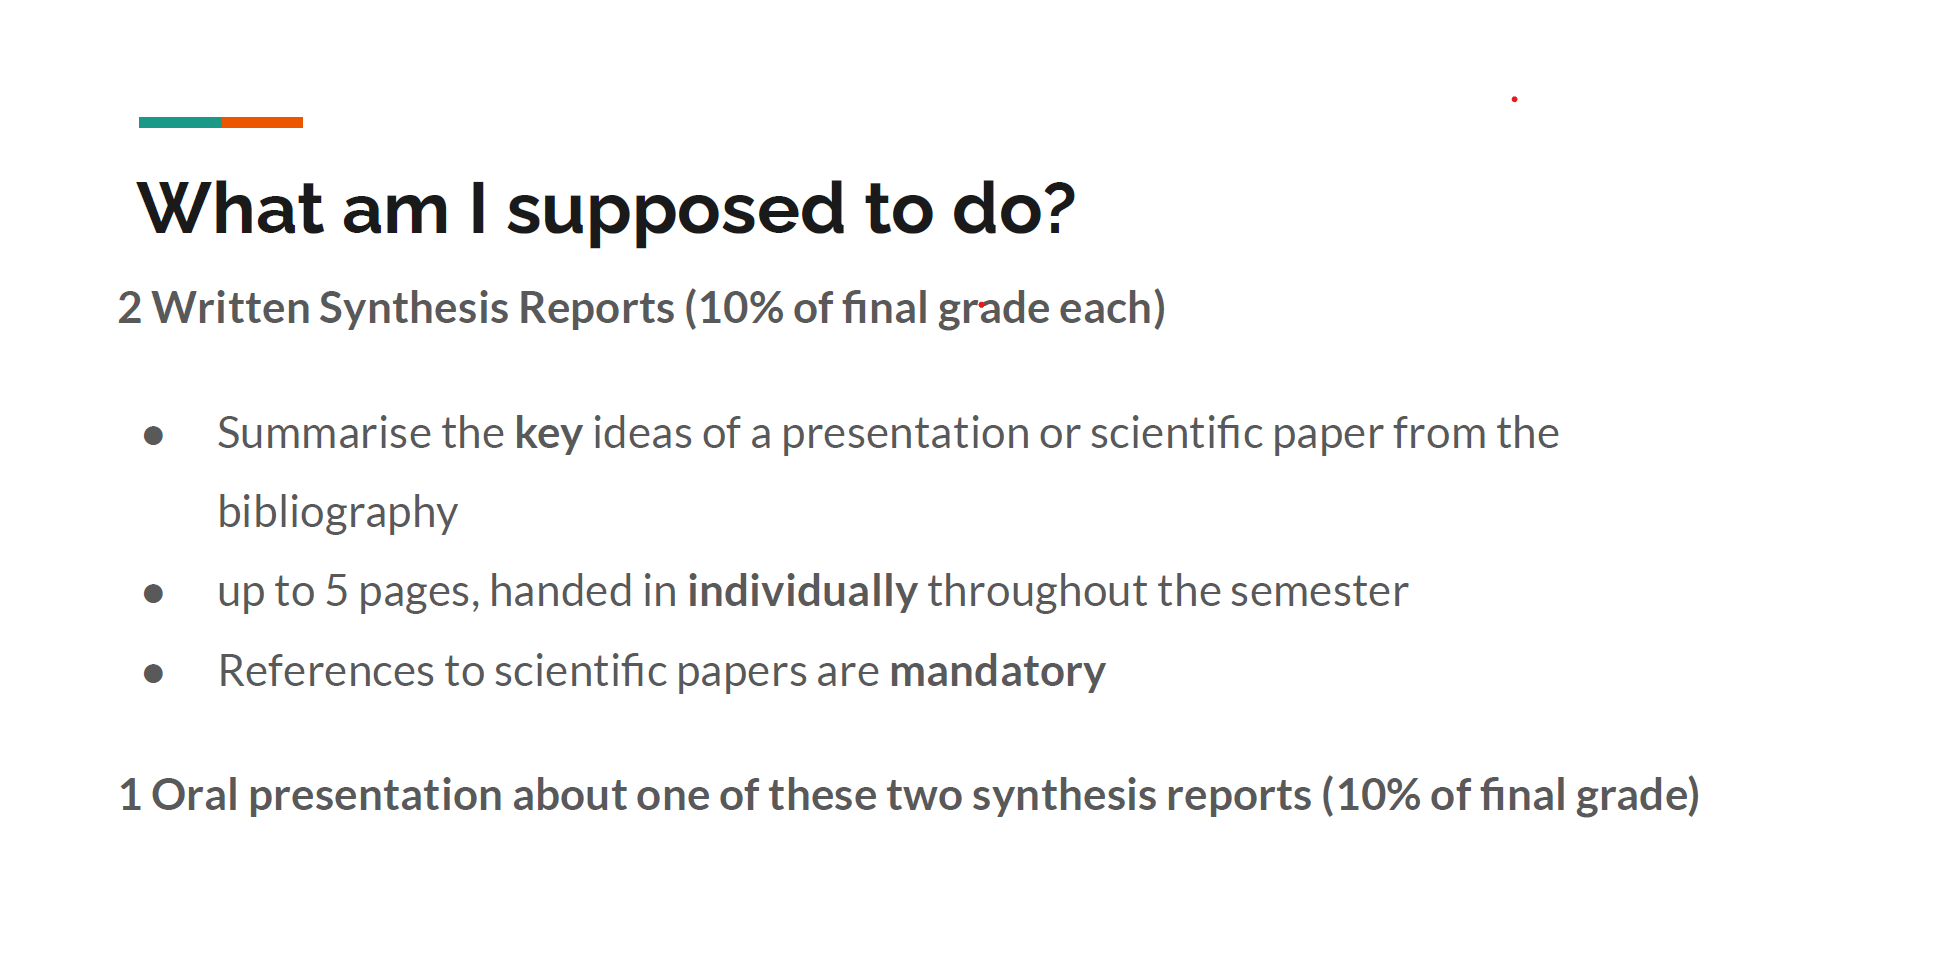 What am I supposed to do?
2 Written Synthesis Reports (10% of final grade each)
● Summarise the key ideas of a presentation or scientific paper from the
bibliography
● up to 5 pages, handed in individually throughout the semester
● References to scientific papers are mandatory
1 Oral presentation about one of these two synthesis reports (10% of final grade)